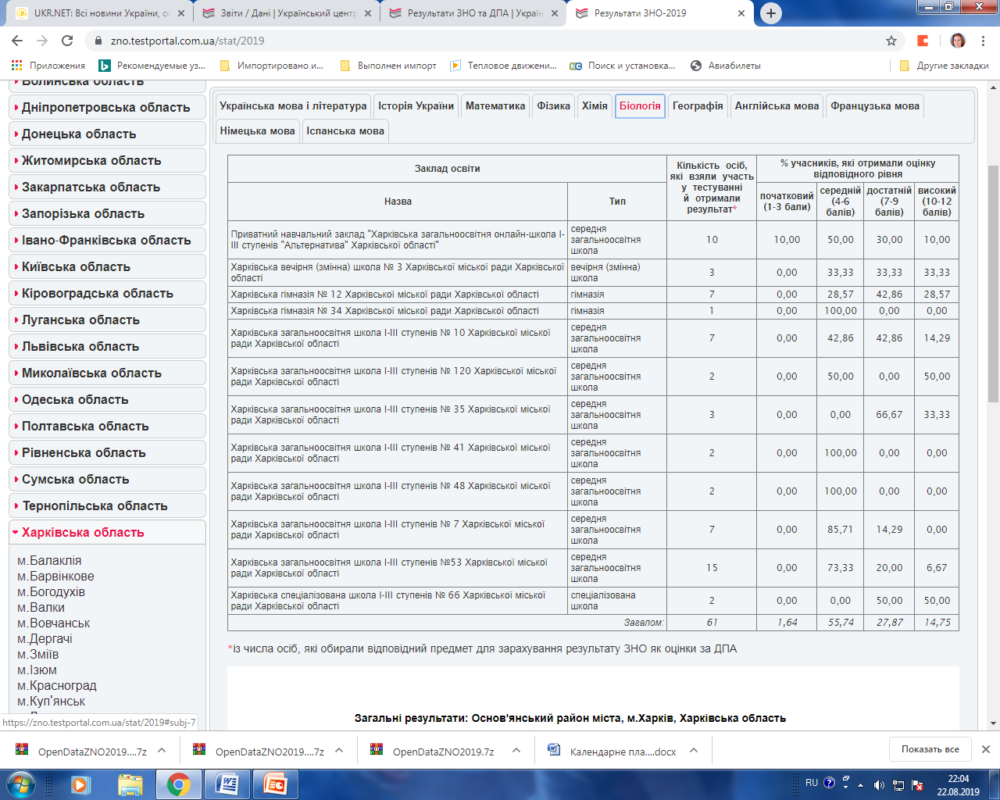 UKR.NET: Всі новини України, ос
Звіти / Дані | Український центр
Результати ЗНО та ДПА | Україн
Результати ЗНО-2019
zno.testportal.com.ua/stat/2019
Приложения
Рекомендуемые уз...
Импортировано и...
Выполнен импорт
Тепловое движени...
Поиск и установка...
Авиабилеты
Другие закладки
Волинська область
Дніпропетровська область
Донецька область
Житомирська область
Закарпатська область
Запорізька область
Івано-Франківська область
Київська область
Кіровоградська область
Луганська область
Львівська область
Миколаївська область
Одеська область
Полтавська область
Рівненська область
Сумська область
Тернопільська область
Харківська область
м.Балаклія
м.Барвінкове
м.Богодухів
м.Валки
м.Вовчанськ
м.Дергачі
м.Зміїв
м.Ізюм
м.Красноград
м.Куп'янськ
https://zno.testportal.com.ua/stat/2019#subj-7
Українська мова і література Історія України Математика Фізика Хімія Біологія Географія Англійська мова Французька мова
Німецька мова Іспанська мова
Заклад освіти
Кількість осіб,
які взяли участь
у тестуванні
й отримали
результат*
% учасників, які отримали оцінку
відповідного рівня
Назва
Тип
початковий
(1-3 бали)
середній
(4-6
балів)
достатній
(7-9
балів)
високий
(10-12
балів)
Приватний навчальний заклад "Харківська загальноосвітня онлайн-школа І-
ІІІ ступенів "Альтернатива" Харківської області"
середня
загальноосвітня
школа
10 10,00 50,00 30,00 10,00
Харківська вечірня (змінна) школа № 3 Харківської міської ради Харківської
області
вечірня (змінна)
школа
3 0,00 33,33 33,33 33,33
Харківська гімназія № 12 Харківської міської ради Харківської області гімназія 7 0,00 28,57 42,86 28,57
Харківська гімназія № 34 Харківської міської ради Харківської області гімназія 1 0,00 100,00 0,00 0,00
Харківська загальноосвітня школа І-ІІІ ступенів № 10 Харківської міської
ради Харківської області
середня
загальноосвітня
школа
7 0,00 42,86 42,86 14,29
Харківська загальноосвітня школа І-ІІІ ступенів № 120 Харківської міської
ради Харківської області
середня
загальноосвітня
школа
2 0,00 50,00 0,00 50,00
Харківська загальноосвітня школа І-ІІІ ступенів № 35 Харківської міської
ради Харківської області
середня
загальноосвітня
школа
3 0,00 0,00 66,67 33,33
Харківська загальноосвітня школа І-ІІІ ступенів № 41 Харківської міської
ради Харківської області
середня
загальноосвітня
школа
2 0,00 100,00 0,00 0,00
Харківська загальноосвітня школа І-ІІІ ступенів № 48 Харківської міської
ради Харківської області
середня
загальноосвітня
школа
2 0,00 100,00 0,00 0,00
Харківська загальноосвітня школа І-ІІІ ступенів № 7 Харківської міської
ради Харківської області
середня
загальноосвітня
школа
7 0,00 85,71 14,29 0,00
Харківська загальноосвітня школа І-ІІІ ступенів №53 Харківської міської
ради Харківської області
середня
загальноосвітня
школа
15 0,00 73,33 20,00 6,67
Харківська спеціалізована школа І-ІІІ ступенів № 66 Харківської міської
ради Харківської області
спеціалізована
школа
2 0,00 0,00 50,00 50,00
Загалом: 61 1,64 55,74 27,87 14,75
*із числа осіб, які обирали відповідний предмет для зарахування результату ЗНО як оцінки за ДПА
Загальні результати: Основ'янський район міста, м.Харків, Харківська область
OpenDataZNO2019....7z
OpenDataZNO2019....7z
OpenDataZNO2019.7z
Календарне пла....docx
Показать все
RU
22:04
22.08.2019